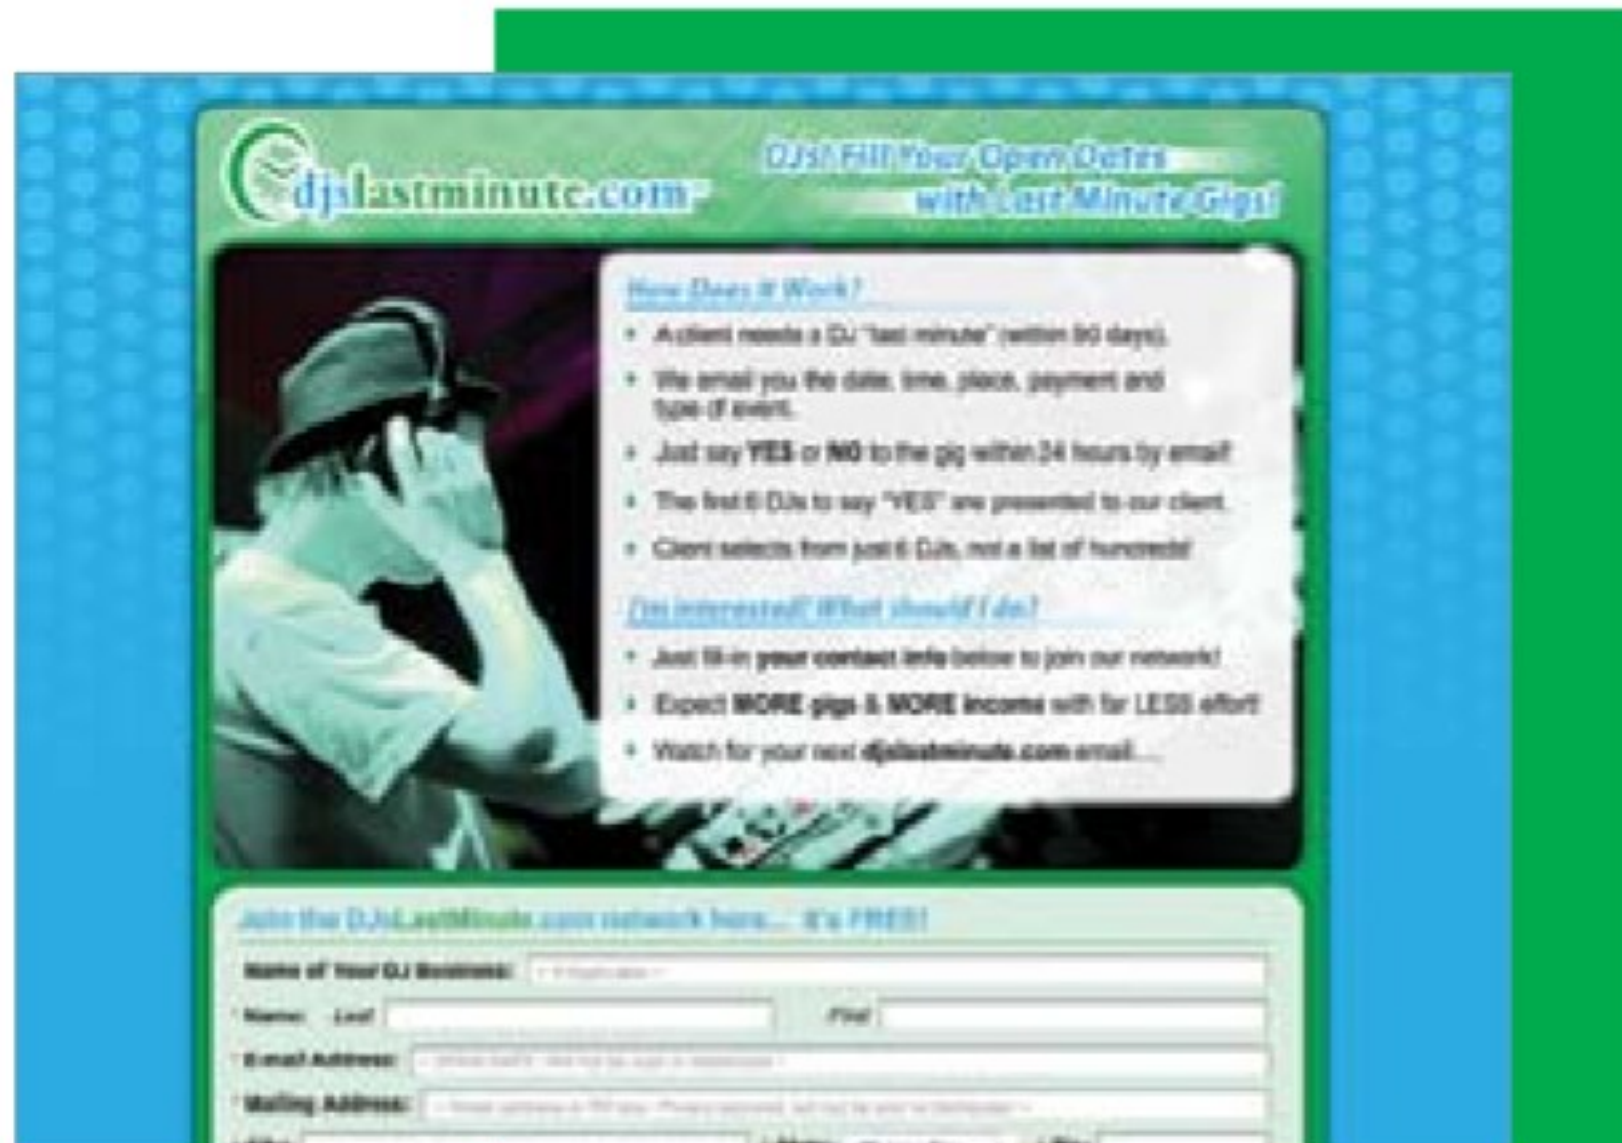 djslastminute.com
DJs! Fill Your Open Dates
with Last Minute Gigs!
How Does It Work?
• A client needs a DJ "last minute" (within 90 days).
• We email you the date, time, place, payment and
type of event.
• Just say YES or NO to the gig within 24 hours by email!
• The first 6 DJs to say "YES" are presented to our client.
• Client selects from just 6 DJs, not a list of hundreds!
I'm interested! What should I do?
• Just fill-in your contact info below to join our network!
• Expect MORE gigs & MORE income with far LESS effort!
• Watch for your next djslastminute.com email....
Join the DJsLastMinute.com network here... it's FREE!
Name of Your DJ Business:
* Name: Last First
* E-mail Address:
* Mailing Address: